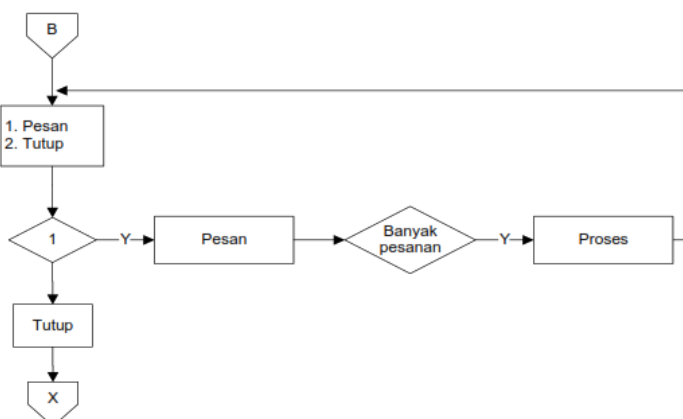 B
1. Pesan
2. Tutup
1
Y
Pesan
Banyak
pesanan
Y
Proses
Tutup
X